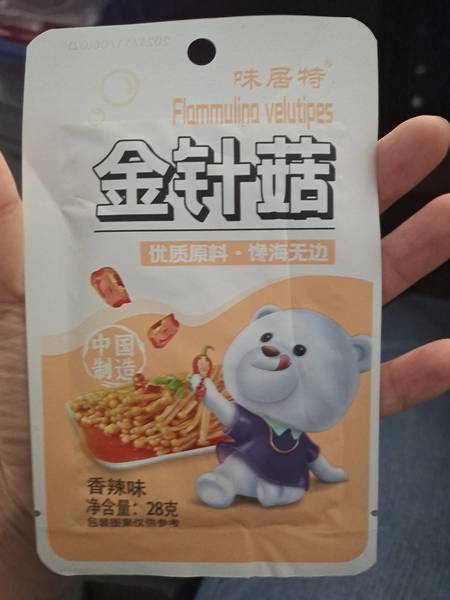 味居特®
Flammulina velutipes
金针菇
优质原料·馋海无边
中国
制造
香辣味
净含量：28克
包装图案仅供参考